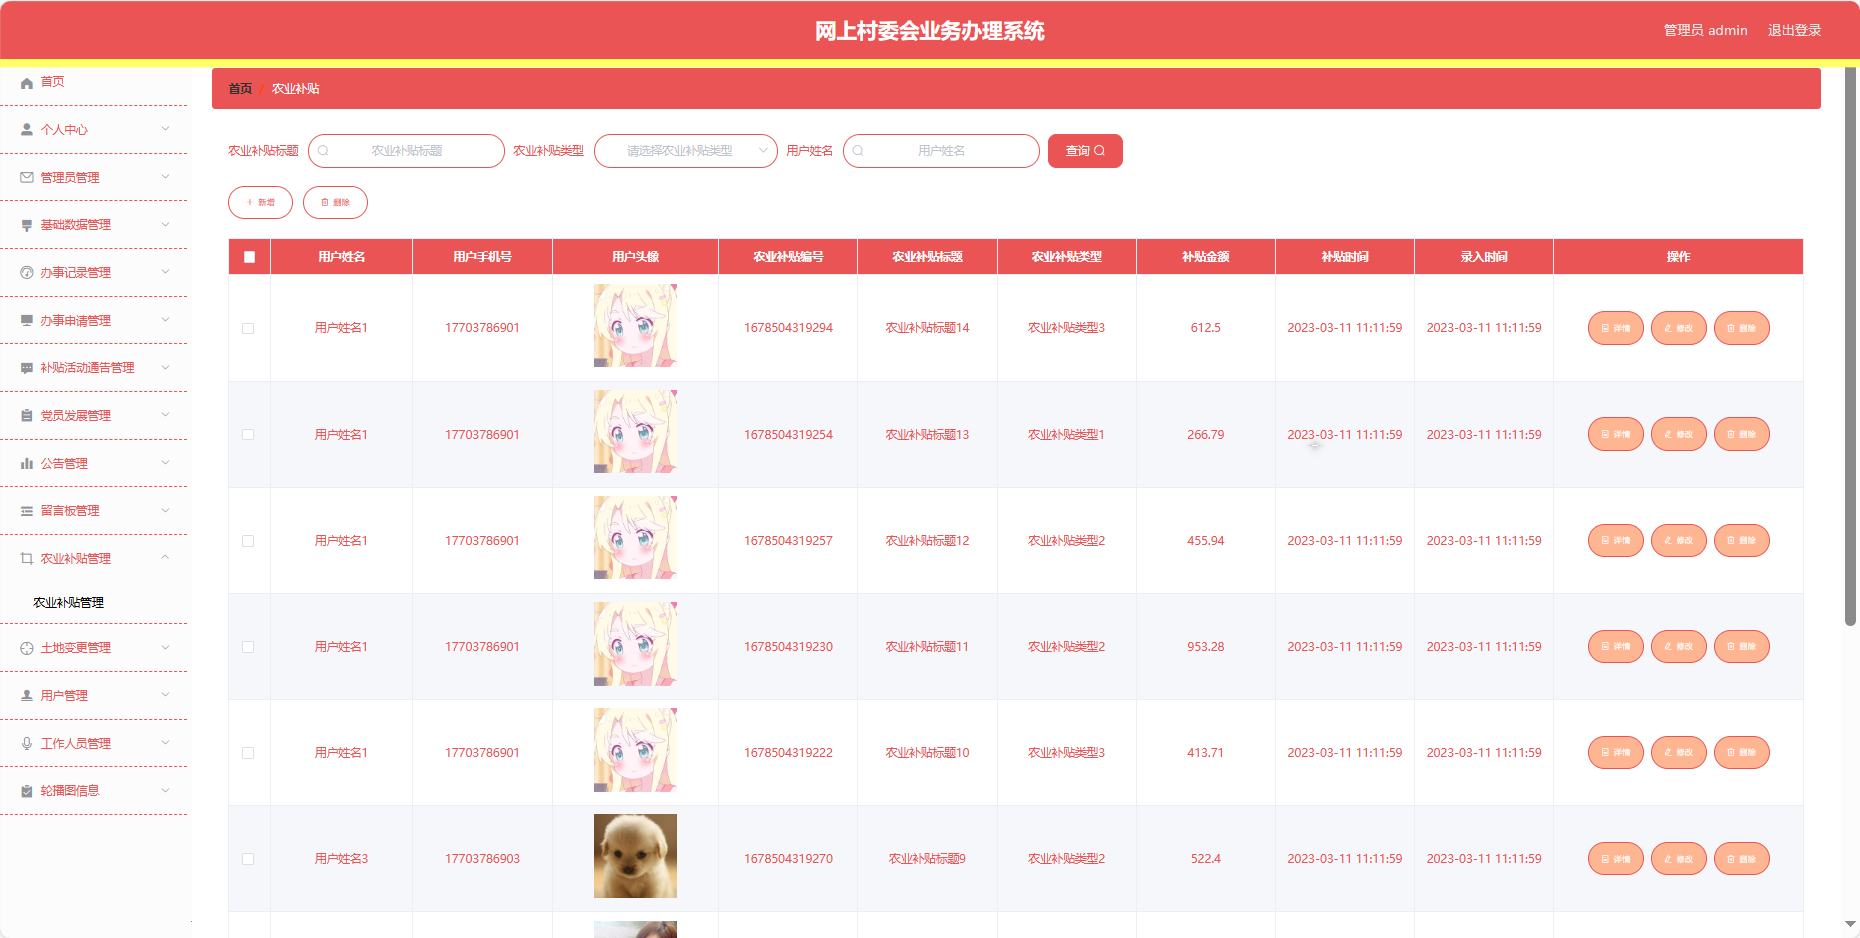 网上村委会业务办理系统
管理员 admin 退出登录
首页
个人中心
管理员管理
基础数据管理
办事记录管理
办事申请管理
补贴活动通告管理
党员发展管理
公告管理
留言板管理
农业补贴管理
农业补贴管理
土地变更管理
用户管理
工作人员管理
轮播图信息
首页 / 农业补贴
农业补贴标题 农业补贴标题 农业补贴类型 请选择农业补贴类型 用户姓名 用户姓名 查询
新增 删除
用户姓名 用户手机号 用户头像 农业补贴编号 农业补贴标题 农业补贴类型 补贴金额 补贴时间 录入时间 操作
用户姓名1 17703786901 1678504319294 农业补贴标题14 农业补贴类型3 612.5 2023-03-11 11:11:59 2023-03-11 11:11:59 详情 修改 删除
用户姓名1 17703786901 1678504319254 农业补贴标题13 农业补贴类型1 266.79 2023-03-11 11:11:59 2023-03-11 11:11:59 详情 修改 删除
用户姓名1 17703786901 1678504319257 农业补贴标题12 农业补贴类型2 455.94 2023-03-11 11:11:59 2023-03-11 11:11:59 详情 修改 删除
用户姓名1 17703786901 1678504319230 农业补贴标题11 农业补贴类型2 953.28 2023-03-11 11:11:59 2023-03-11 11:11:59 详情 修改 删除
用户姓名1 17703786901 1678504319222 农业补贴标题10 农业补贴类型3 413.71 2023-03-11 11:11:59 2023-03-11 11:11:59 详情 修改 删除
用户姓名3 17703786903 1678504319270 农业补贴标题9 农业补贴类型2 522.4 2023-03-11 11:11:59 2023-03-11 11:11:59 详情 修改 删除